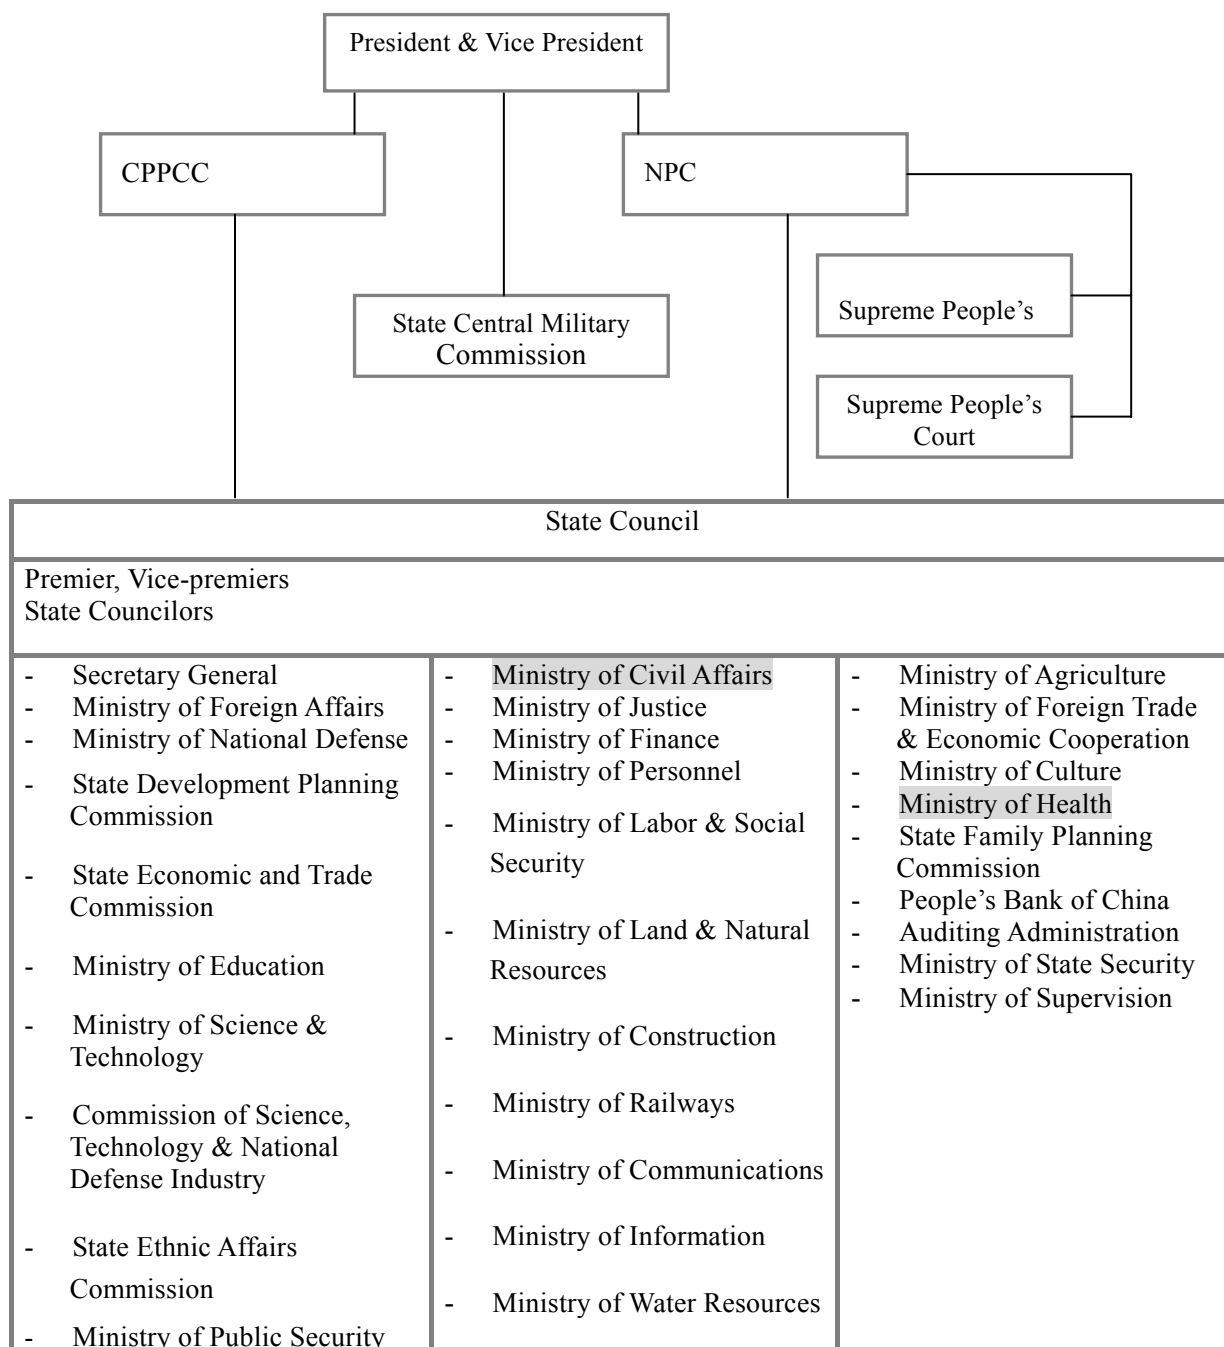 President & Vice President
CPPCC
NPC
State Central Military
Commission
Supreme People’s
Supreme People’s
Court
State Council
Premier, Vice-premiers
State Councilors
- Secretary General
- Ministry of Foreign Affairs
- Ministry of National Defense
- State Development Planning
Commission
- State Economic and Trade
Commission
- Ministry of Education
- Ministry of Science &
Technology
- Commission of Science,
Technology & National
Defense Industry
- State Ethnic Affairs
Commission
- Ministry of Public Security
- Ministry of Civil Affairs
- Ministry of Justice
- Ministry of Finance
- Ministry of Personnel
- Ministry of Labor & Social
Security
- Ministry of Land & Natural
Resources
- Ministry of Construction
- Ministry of Railways
- Ministry of Communications
- Ministry of Information
- Ministry of Water Resources
- Ministry of Agriculture
- Ministry of Foreign Trade
& Economic Cooperation
- Ministry of Culture
- Ministry of Health
- State Family Planning
Commission
- People’s Bank of China
- Auditing Administration
- Ministry of State Security
- Ministry of Supervision